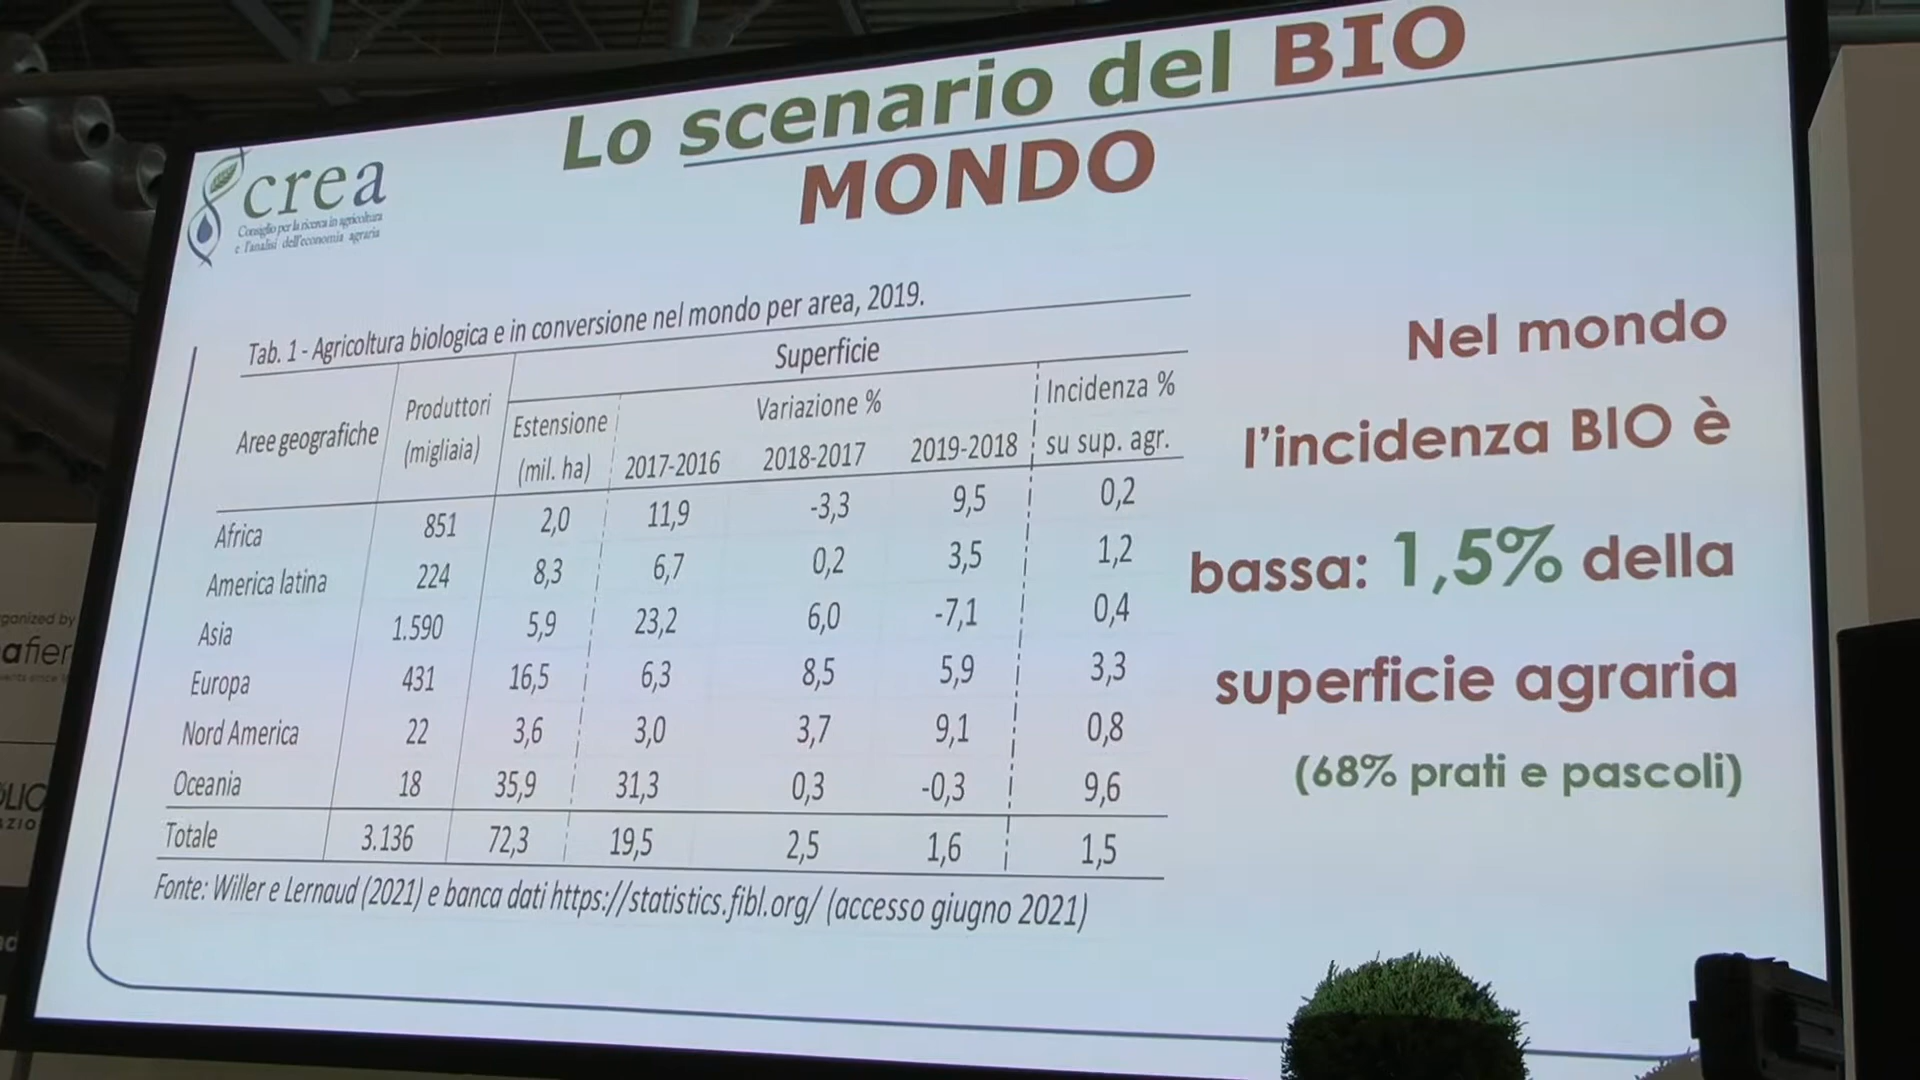 Lo scenario del BIO
MONDO
crea
Consiglio per la ricerca in agricoltura
e l'analisi dell'economia agraria
Tab. 1 - Agricoltura biologica e in conversione nel mondo per area, 2019.
Superficie
Aree geografiche Produttori (migliaia) Estensione (mil. ha) Variazione % Incidenza % su sup. agr.
2017-2016 2018-2017 2019-2018
Africa 851 2,0 11,9 -3,3 9,5 0,2
America latina 224 8,3 6,7 0,2 3,5 1,2
Asia 1.590 5,9 23,2 6,0 -7,1 0,4
Europa 431 16,5 6,3 8,5 5,9 3,3
Nord America 22 3,6 3,0 3,7 9,1 0,8
Oceania 18 35,9 31,3 0,3 -0,3 9,6
Totale 3.136 72,3 19,5 2,5 1,6 1,5
Fonte: Willer e Lernaud (2021) e banca dati https://statistics.fibl.org/ (accesso giugno 2021)
Nel mondo
l'incidenza BIO è
bassa: 1,5% della
superficie agraria
(68% prati e pascoli)